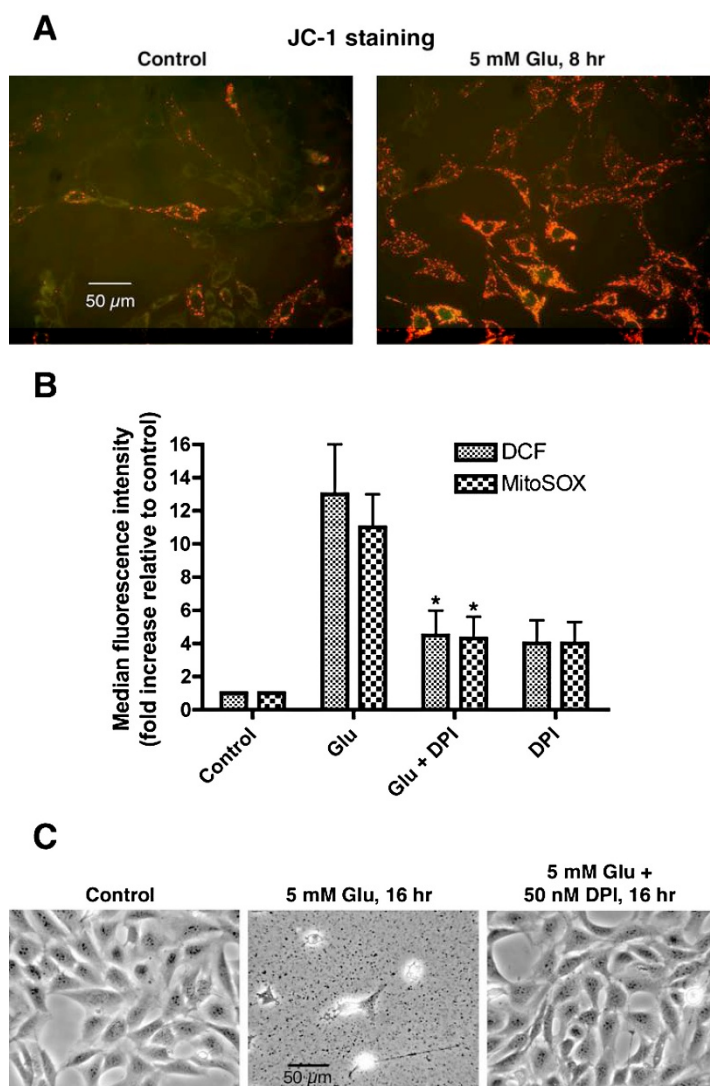 A
JC-1 staining
Control
5 mM Glu, 8 hr
50 µm
B
Median fluorescence intensity
(fold increase relative to control)
16
14
12
10
8
6
4
2
0
DCF
MitoSOX
*
*
Control
Glu
Glu + DPI
DPI
C
Control
5 mM Glu, 16 hr
5 mM Glu +
50 nM DPI, 16 hr
50 µm